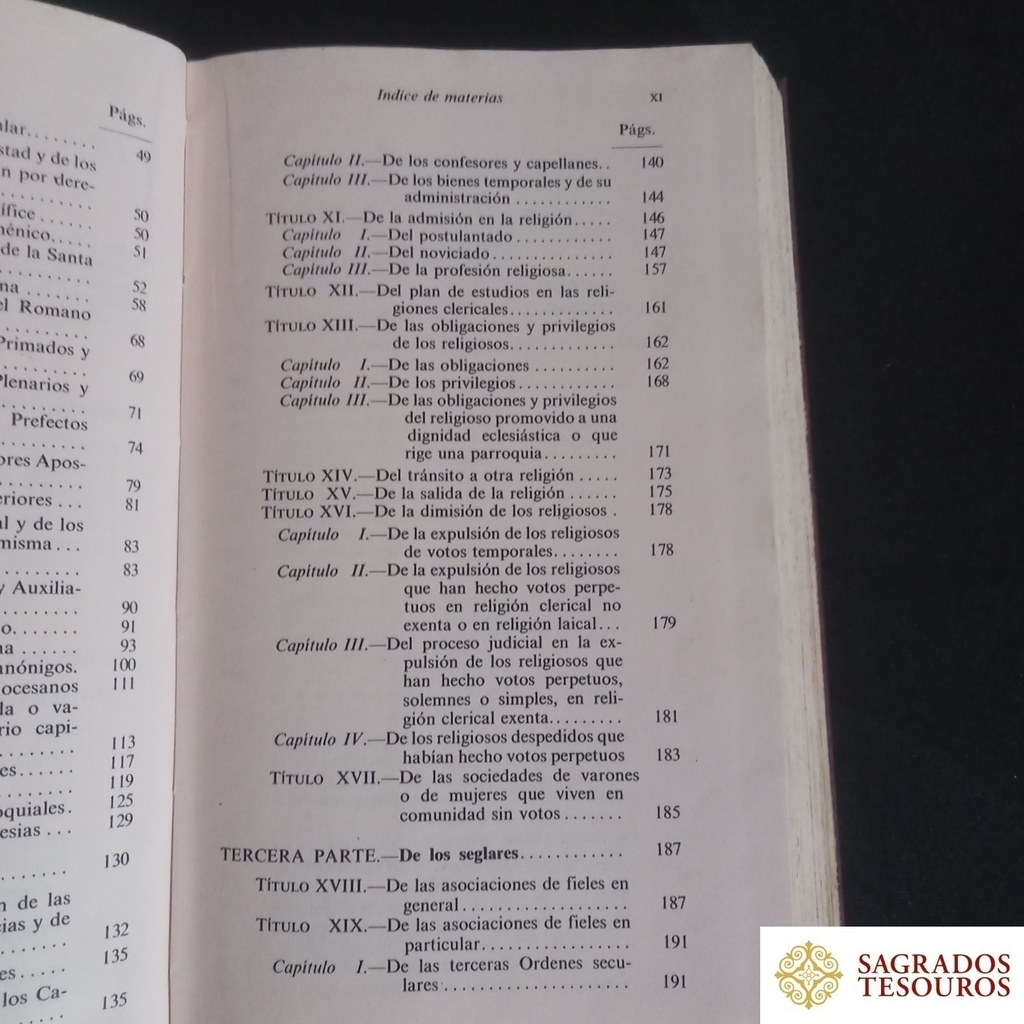 Págs.
49
stad y de los
n por dere-
50
50
de la Santa
51
52
el Romano
58
Primados y
68
Plenarios y
69
71
Prefectos
74
ores Apos-
79
81
al y de los
misma . . .
83
83
y Auxilia-
90
91
93
100
ocesanos
111
da o va-
rio capi-
113
117
119
125
129
130
n de las
cias y de
132
135
los Ca-
135
Indice de materias XI
Págs.
Capítulo II.—De los confesores y capellanes. . 140
Capítulo III.—De los bienes temporales y de su
administración . . . . . . . . . . . . 144
TÍTULO XI.—De la admisión en la religión . . . . . 146
Capítulo I.—Del postulantado . . . . . . . . . . . . 147
Capítulo II.—Del noviciado . . . . . . . . . . . . . . 147
Capítulo III.—De la profesión religiosa . . . . . . 157
TÍTULO XII.—Del plan de estudios en las reli-
giones clericales . . . . . . . . . . . . . 161
TÍTULO XIII.—De las obligaciones y privilegios
de los religiosos . . . . . . . . . . . . . 162
Capítulo I.—De las obligaciones . . . . . . . . . . 162
Capítulo II.—De los privilegios . . . . . . . . . . . . 168
Capítulo III.—De las obligaciones y privilegios
del religioso promovido a una
dignidad eclesiástica o que
rige una parroquia . . . . . . . . . 171
TÍTULO XIV.—Del tránsito a otra religión . . . . . 173
TÍTULO XV.—De la salida de la religión . . . . . . 175
TÍTULO XVI.—De la dimisión de los religiosos . 178
Capítulo I.—De la expulsión de los religiosos
de votos temporales . . . . . . . . 178
Capítulo II.—De la expulsión de los religiosos
que han hecho votos perpe-
tuos en religión clerical no
exenta o en religión laical . . . 179
Capítulo III.—Del proceso judicial en la ex-
pulsión de los religiosos que
han hecho votos perpetuos,
solemnes o simples, en reli-
gión clerical exenta . . . . . . . . . 181
Capítulo IV.—De los religiosos despedidos que
habían hecho votos perpetuos 183
TÍTULO XVII.—De las sociedades de varones
o de mujeres que viven en
comunidad sin votos . . . . . . . 185
TERCERA PARTE.—De los seglares . . . . . . . . . . . . 187
TÍTULO XVIII.—De las asociaciones de fieles en
general . . . . . . . . . . . . . . . . . . . 187
TÍTULO XIX.—De las asociaciones de fieles en
particular . . . . . . . . . . . . . . . . . 191
Capítulo I.—De las terceras Ordenes secu-
lares . . . . . . . . . . . . . . . . . . . . . 191
SAGRADOS
TESOUROS